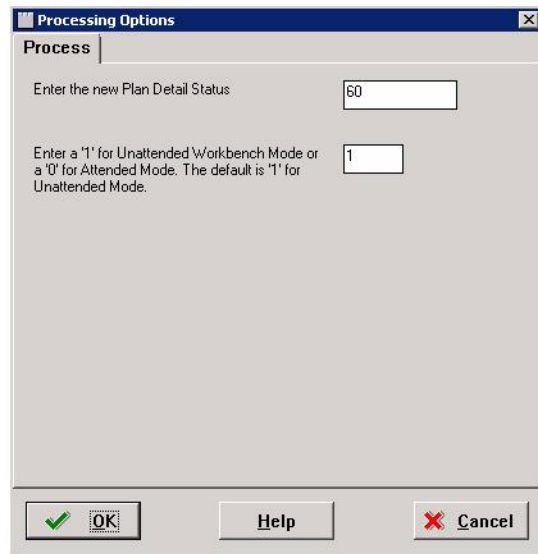 Processing Options
Process
Enter the new Plan Detail Status
60
Enter a '1' for Unattended Workbench Mode or
a '0' for Attended Mode. The default is '1' for
Unattended Mode.
1
OK
Help
Cancel